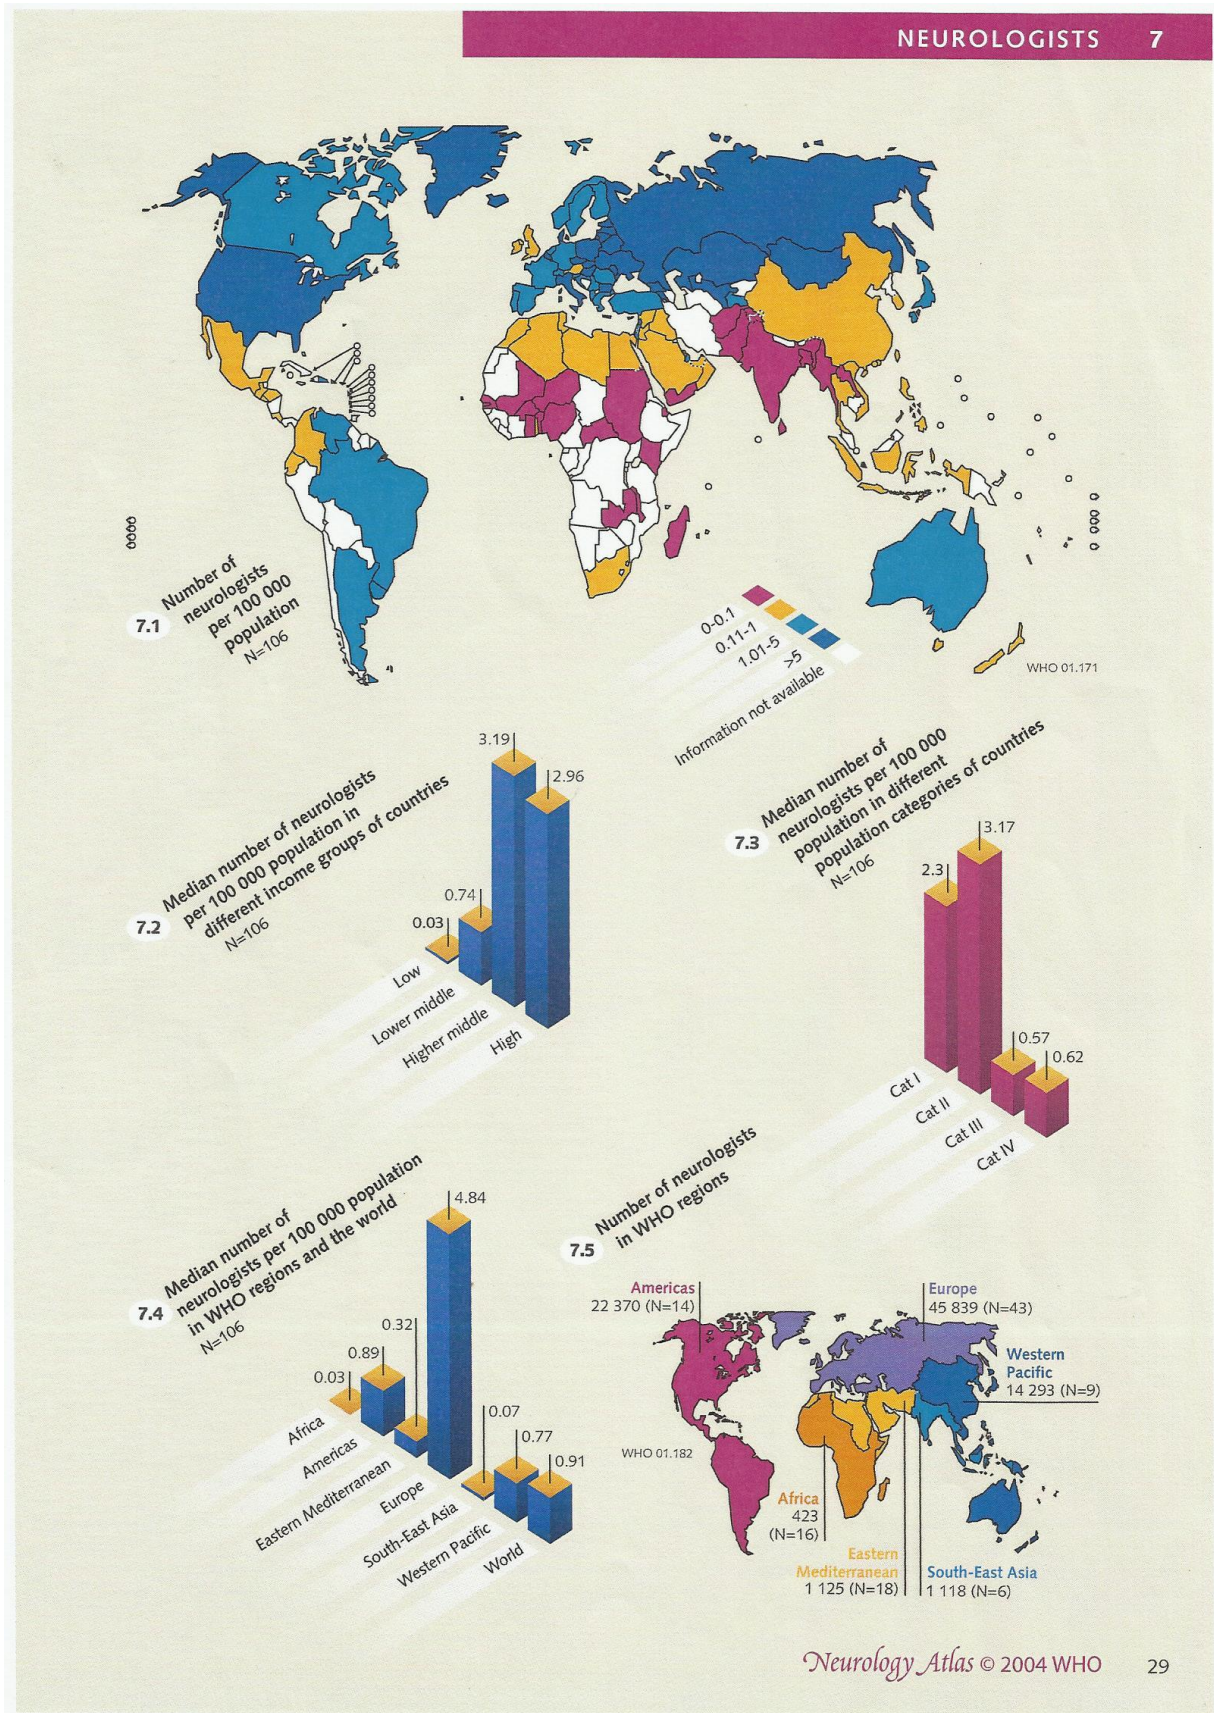 NEUROLOGISTS 7
7.1
Number of
neurologists
per 100 000
population
N=106
0-0.1
0.11-1
1.01-5
>5
Information not available
WHO 01.171
7.2
Median number of neurologists
per 100 000 population in
different income groups of countries
N=106
3.19
2.96
0.74
0.03
Low
Lower middle
Higher middle
High
7.3
Median number of
neurologists per 100 000
population in different
population categories of countries
N=106
3.17
2.3
0.57
0.62
Cat I
Cat II
Cat III
Cat IV
7.4
Median number of
neurologists per 100 000 population
in WHO regions and the world
N=106
4.84
0.32
0.89
0.03
0.07
0.77
0.91
Africa
Americas
Eastern Mediterranean
Europe
South-East Asia
Western Pacific
World
7.5
Number of neurologists
in WHO regions
Americas
22 370 (N=14)
Europe
45 839 (N=43)
Western
Pacific
14 293 (N=9)
WHO 01.182
Africa
423
(N=16)
Eastern
Mediterranean
1 125 (N=18)
South-East Asia
1 118 (N=6)
Neurology Atlas © 2004 WHO 29